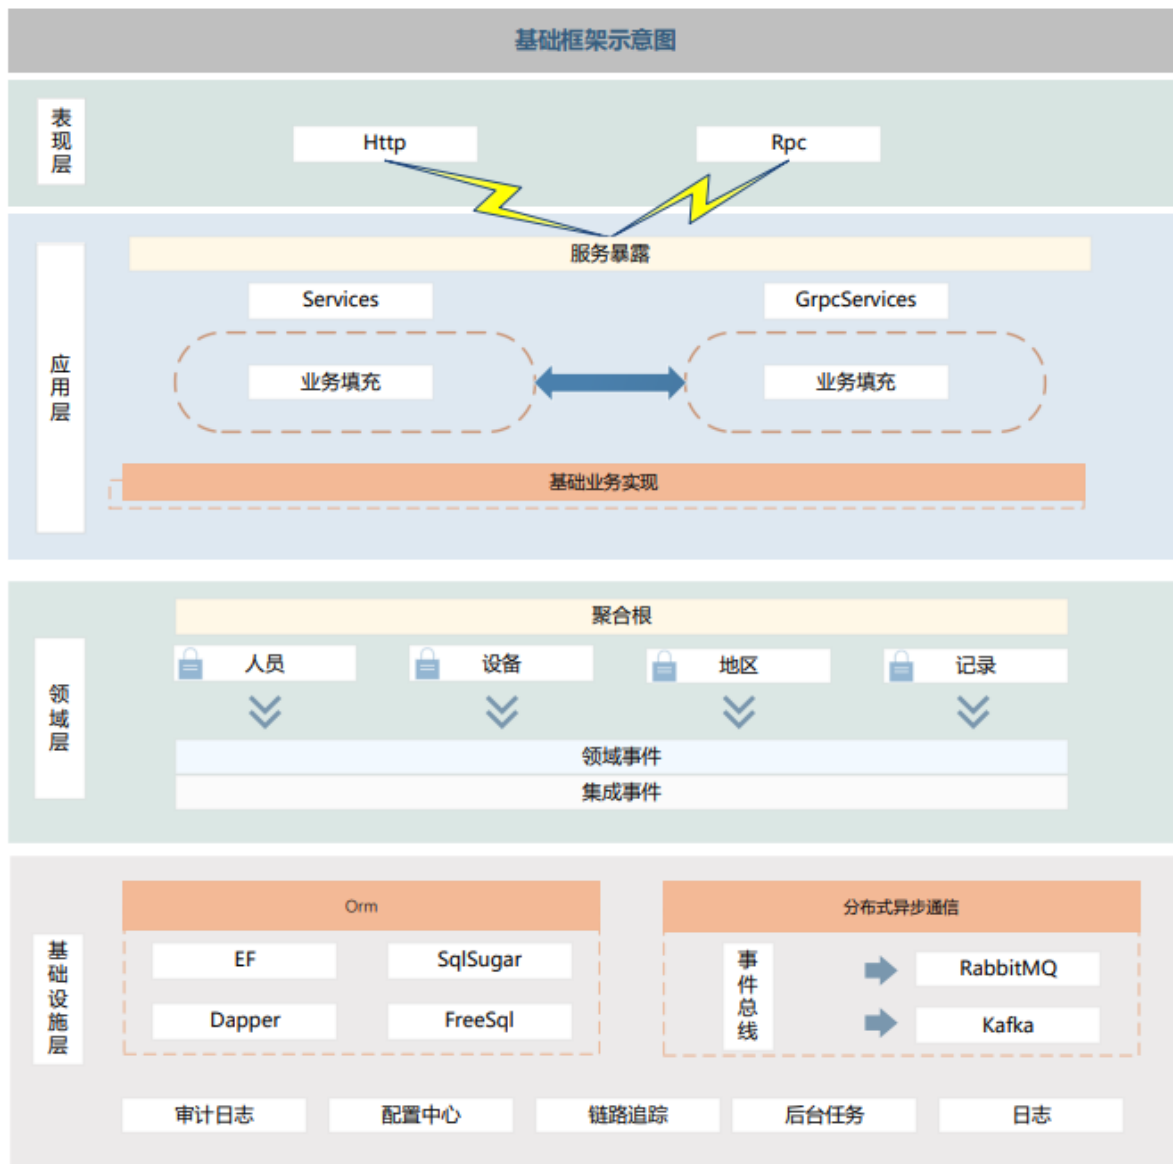 基础框架示意图
表现层
Http
Rpc
应用层
服务暴露
Services
GrpcServices
业务填充
业务填充
基础业务实现
领域层
聚合根
人员
设备
地区
记录
领域事件
集成事件
基础设施层
Orm
EF
SqlSugar
Dapper
FreeSql
分布式异步通信
事件总线
RabbitMQ
Kafka
审计日志
配置中心
链路追踪
后台任务
日志